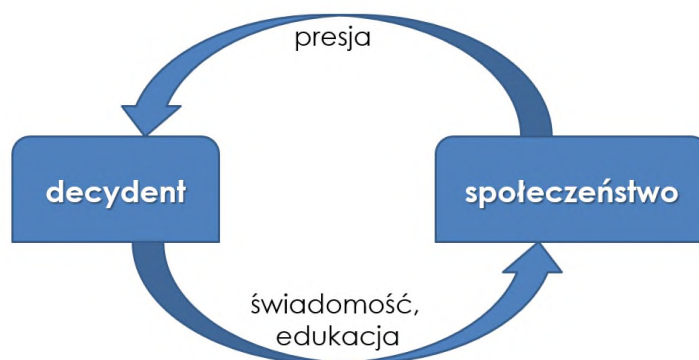 presja
decydent
społeczeństwo
świadomość,
edukacja